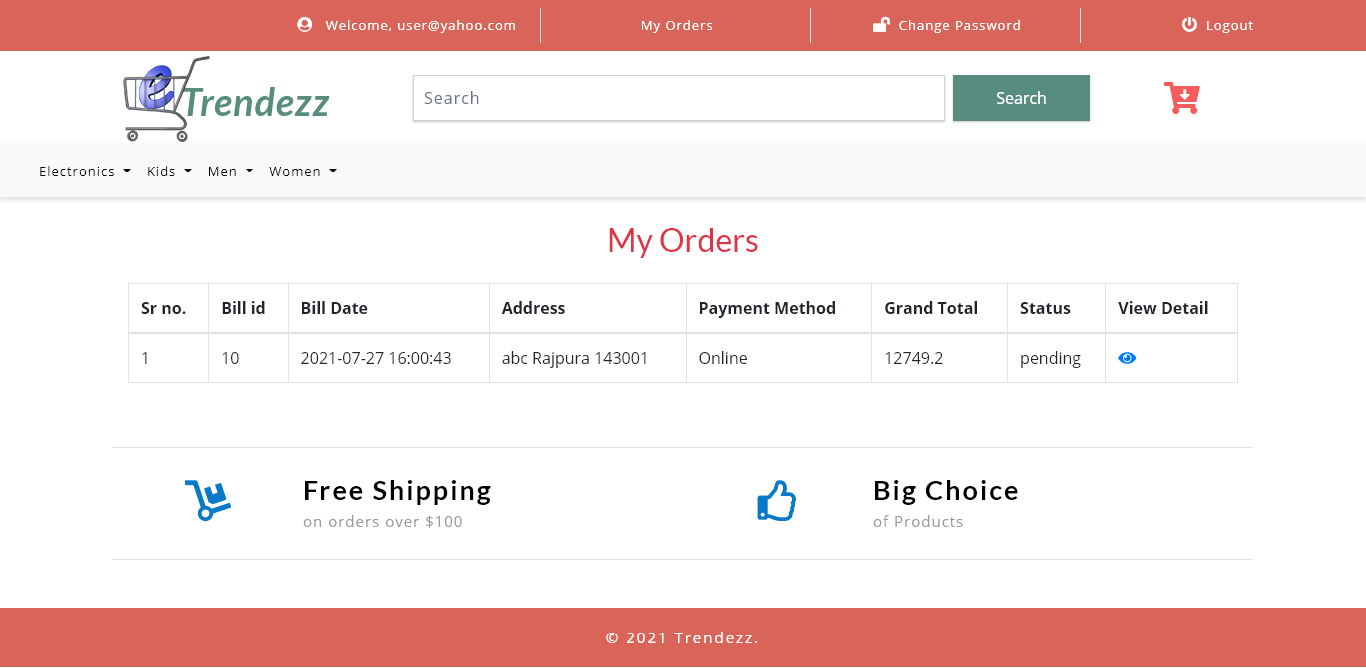 Welcome, user@yahoo.com My Orders Change Password Logout
eTrendezz Search Search
Electronics Kids Men Women
My Orders
Sr no. Bill id Bill Date Address Payment Method Grand Total Status View Detail
1 10 2021-07-27 16:00:43 abc Rajpura 143001 Online 12749.2 pending
Free Shipping Big Choice
on orders over $100 of Products
© 2021 Trendezz.